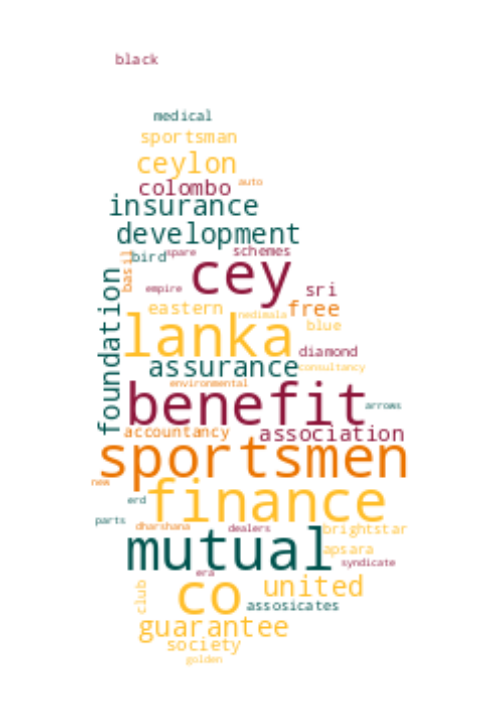 black
medical
sportsman
ceylon
auto
colombo
insurance
development
spare
schemes
bird
basil
cey
empire
sri
eastern
free
nedimala
blue
lanka
foundation
diamond
assurance
consultancy
environmental
benefit
arrows
accountancy
association
sportsmen
new
finance
erd
parts
dharshana
dealers
brightstar
mutual
apsara
syndicate
era
club
co
united
assosicates
guarantee
society
golden